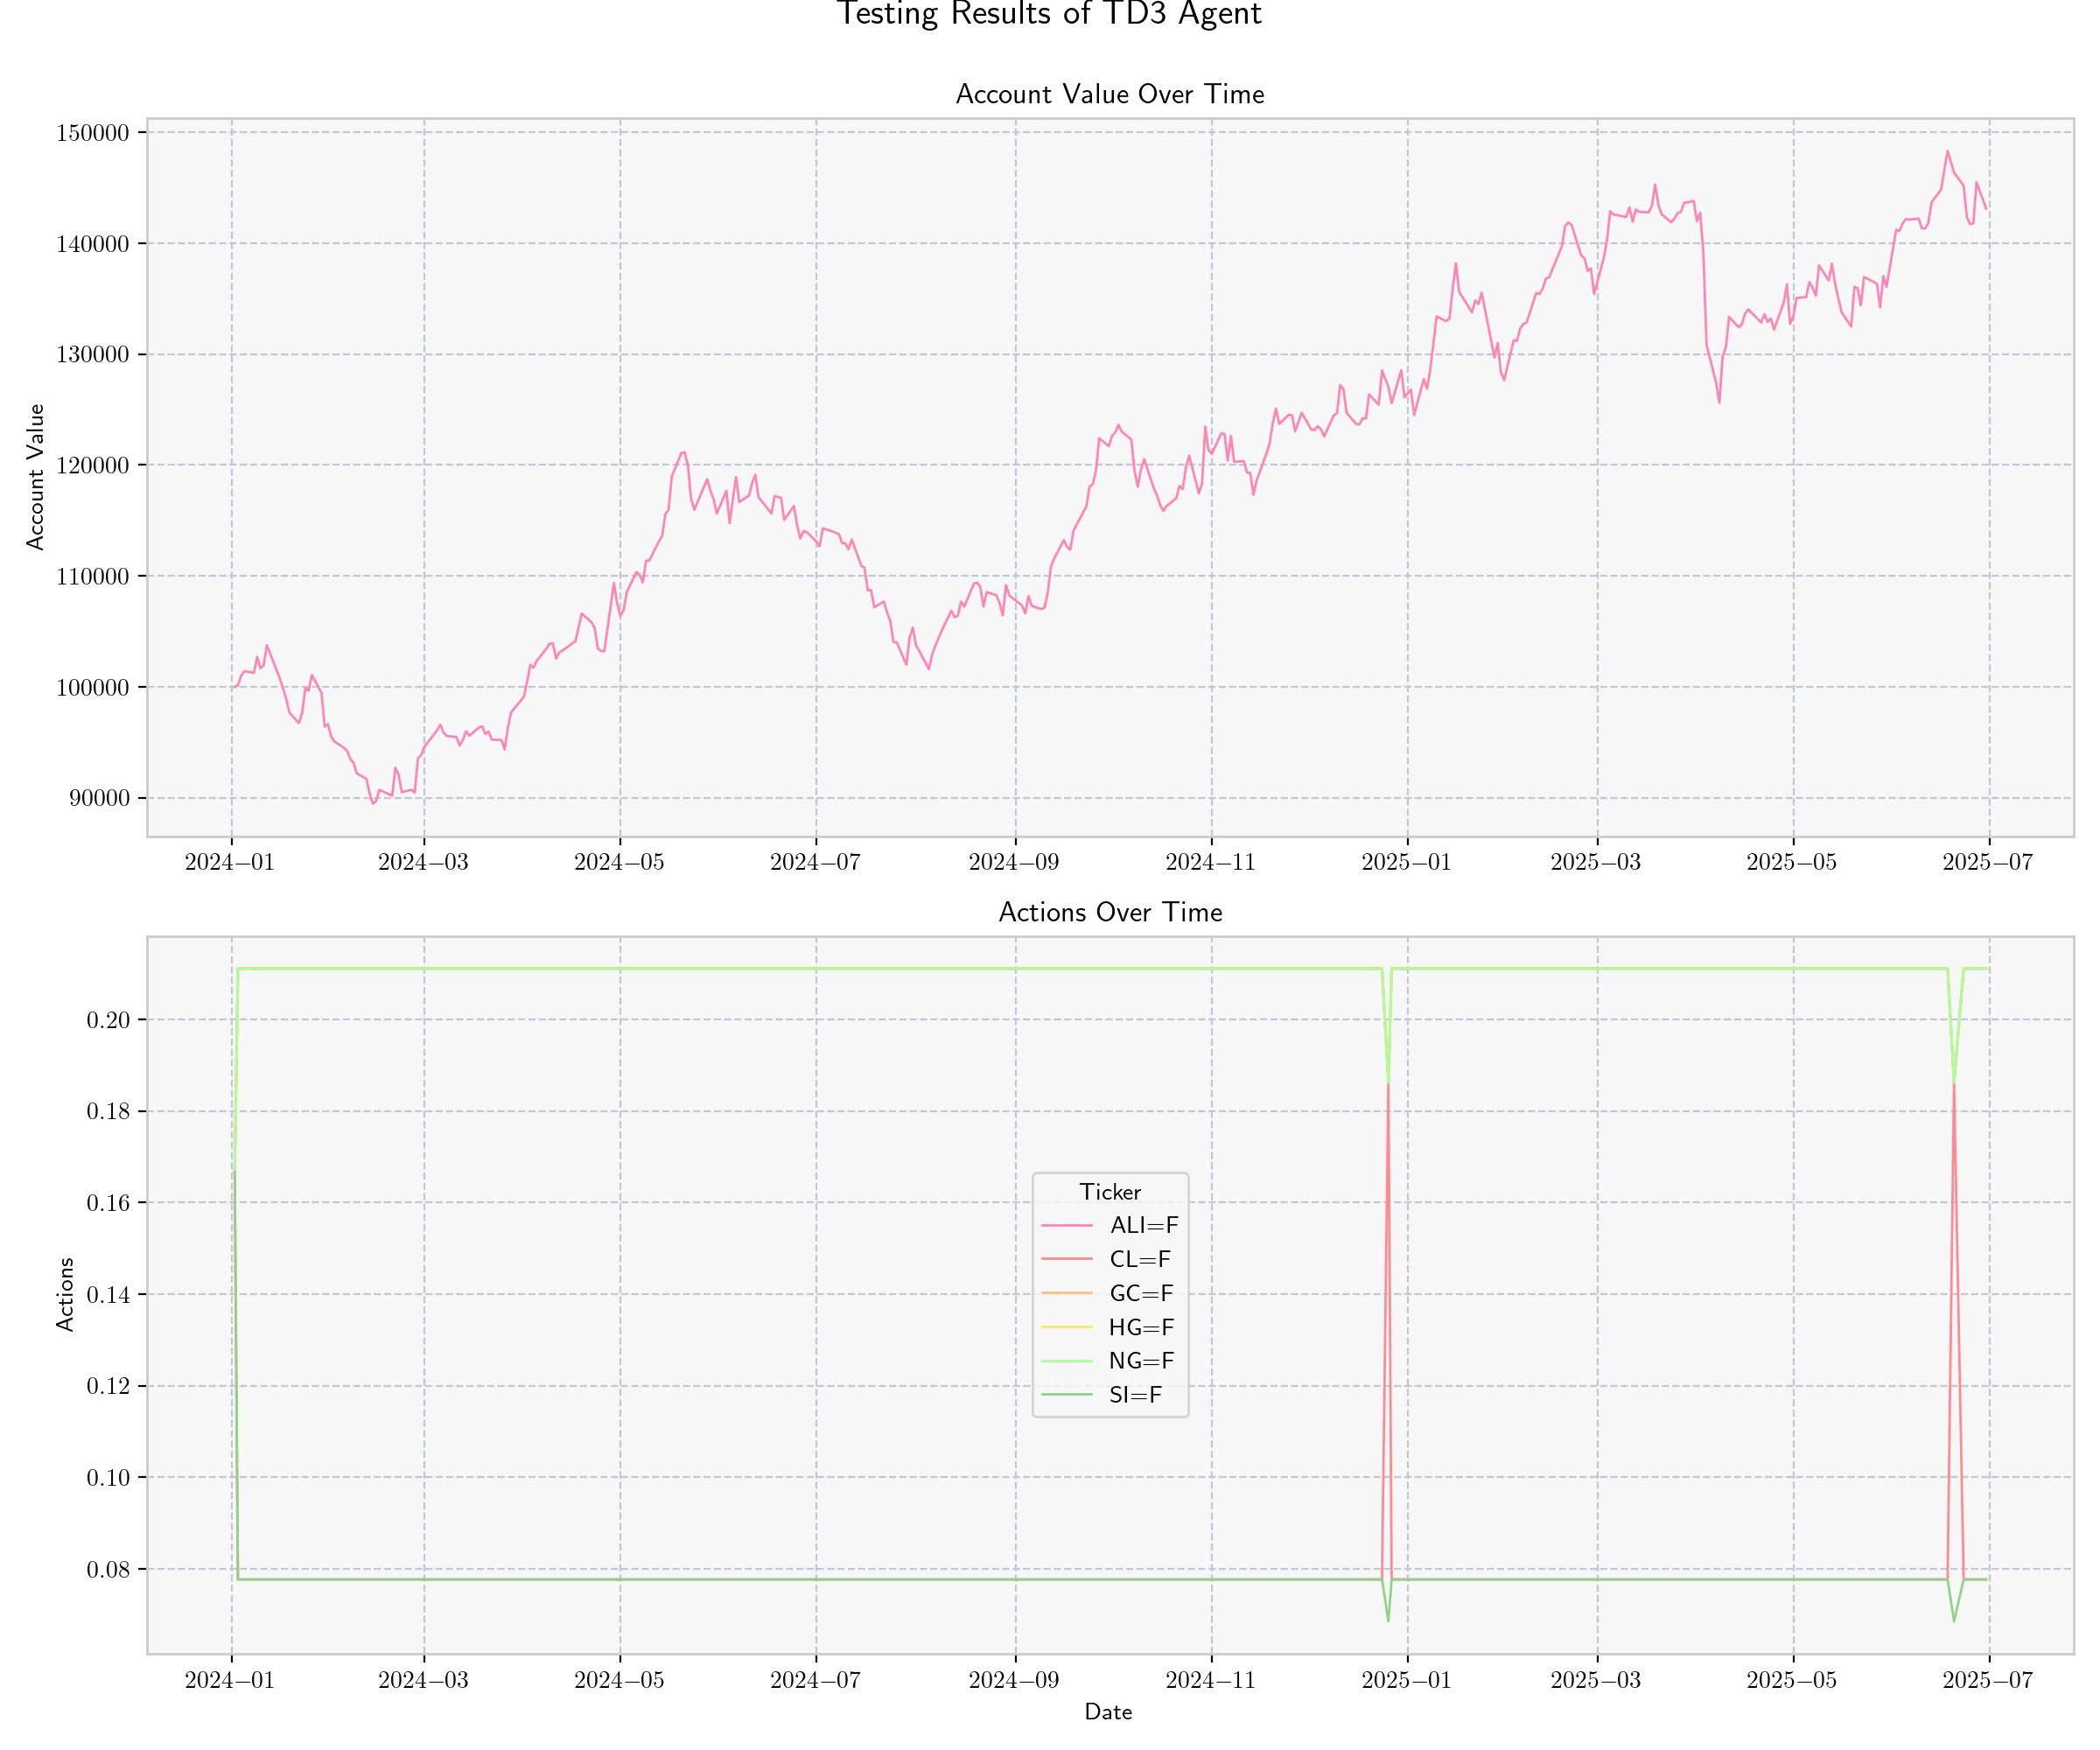 Testing Results of TD3 Agent
Account Value Over Time
150000
140000
130000
120000
110000
100000
90000
Account Value
2024−01
2024−03
2024−05
2024−07
2024−09
2024−11
2025−01
2025−03
2025−05
2025−07
Actions Over Time
0.20
0.18
0.16
0.14
0.12
0.10
0.08
Actions
Ticker
ALI=F
CL=F
GC=F
HG=F
NG=F
SI=F
2024−01
2024−03
2024−05
2024−07
2024−09
2024−11
2025−01
2025−03
2025−05
2025−07
Date